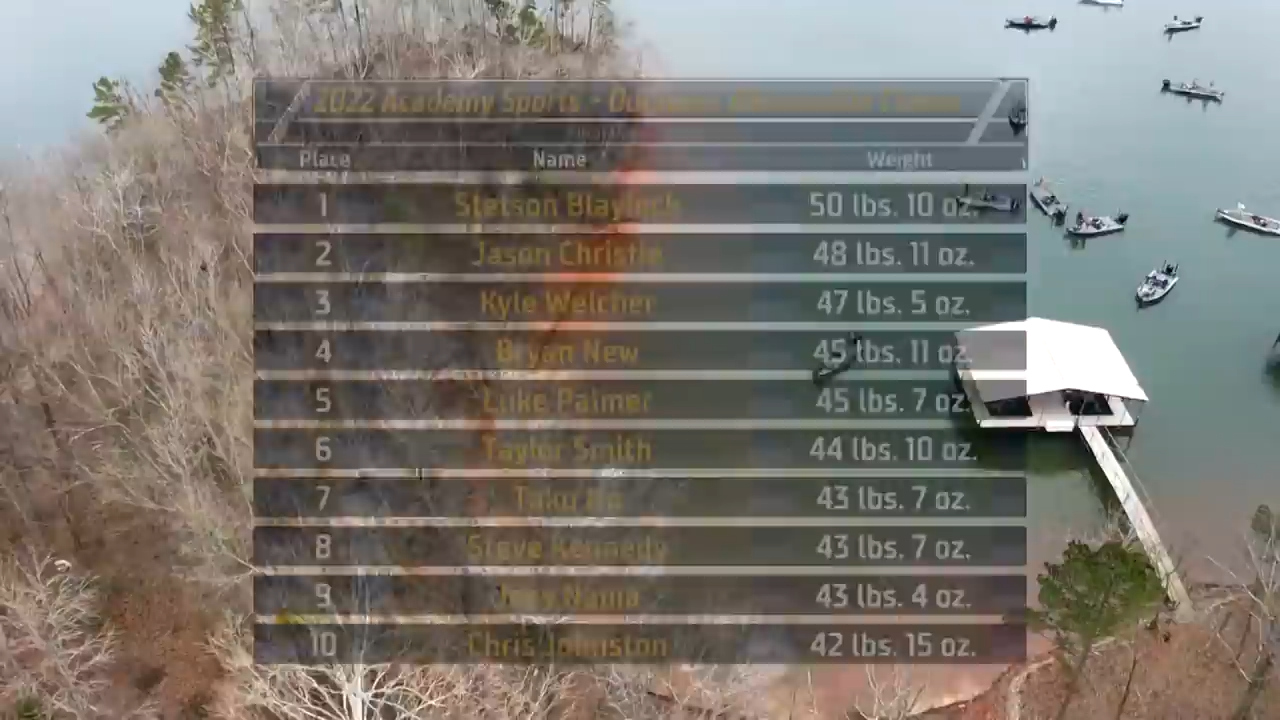 2022 Academy Sports + Outdoors
Place Name Weight
1 Stetson Blaylock 50 lbs. 10 oz.
2 Jason Christie 48 lbs. 11 oz.
3 Kyle Welcher 47 lbs. 5 oz.
4 Bryan New 45 lbs. 11 oz.
5 Luke Palmer 45 lbs. 7 oz.
6 Taylor Smith 44 lbs. 10 oz.
7 Taku Ito 43 lbs. 7 oz.
8 Steve Kennedy 43 lbs. 7 oz.
9 43 lbs. 4 oz.
10 Chris Johnston 42 lbs. 15 oz.